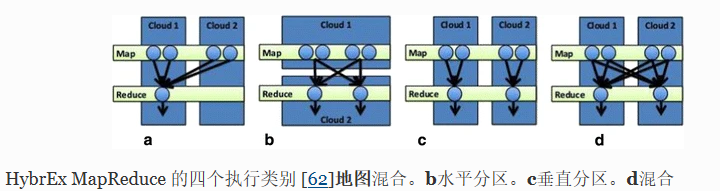 Cloud 1 Cloud 2 Cloud 1 Cloud 1 Cloud 2 Cloud 1 Cloud 2
Map Map Map Map
Reduce Reduce Reduce Reduce
Cloud 2
a b c d
HybrEx MapReduce 的四个执行类别 [62]地图混合。b水平分区。c垂直分区。d混合